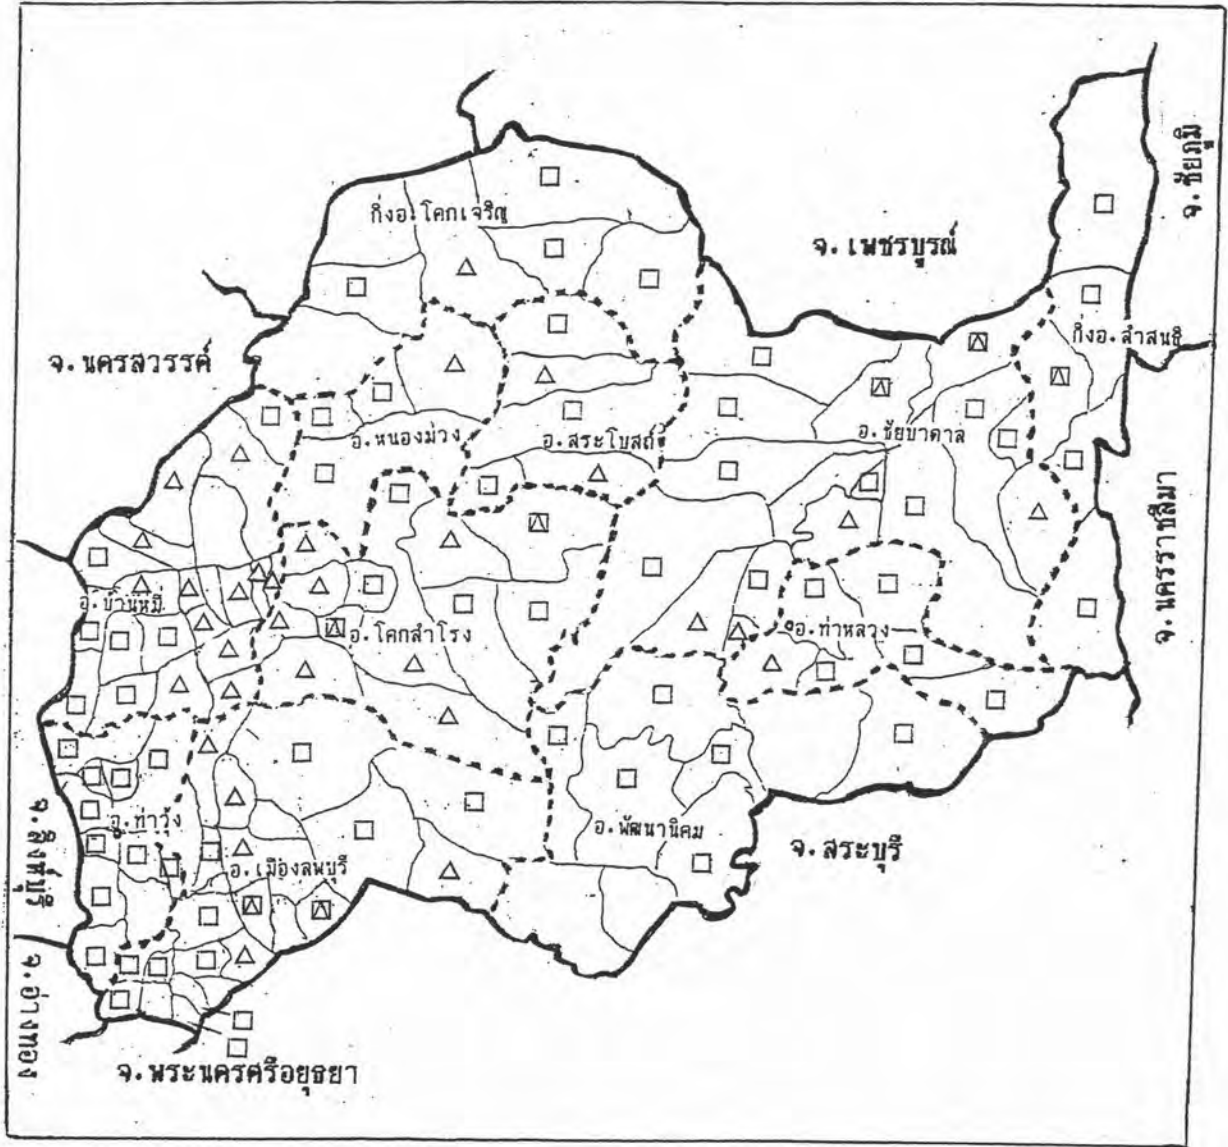 จ.ชัยภูมิ
กิ่งอ.โคกเจริญ
จ.เพชรบูรณ์
กิ่งอ.ลำสนธิ
จ.นครสวรรค์
อ.หนองม่วง
อ.สระโบสถ์
อ.ชัยบาดาล
จ.นครราชสีมา
อ.บ้านหมี่
อ.โคกสำโรง
อ.ท่าหลวง
อ.ท่าวุ้ง
อ.พัฒนานิคม
จ.สระบุรี
จ.สิงห์บุรี
อ.เมืองลพบุรี
จ.อ่างทอง
จ.พระนครศรีอยุธยา